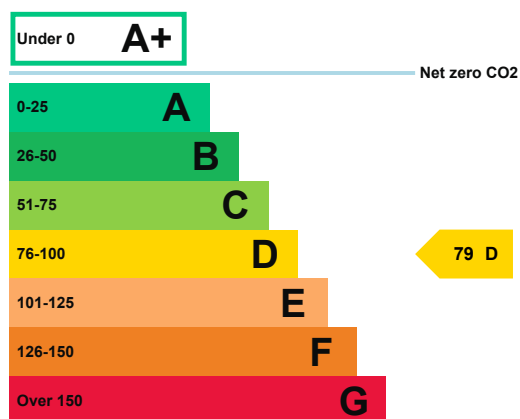 Under 0 A+
Net zero CO2
0-25 A
26-50 B
51-75 C
76-100 D
79 D
101-125 E
126-150 F
Over 150 G